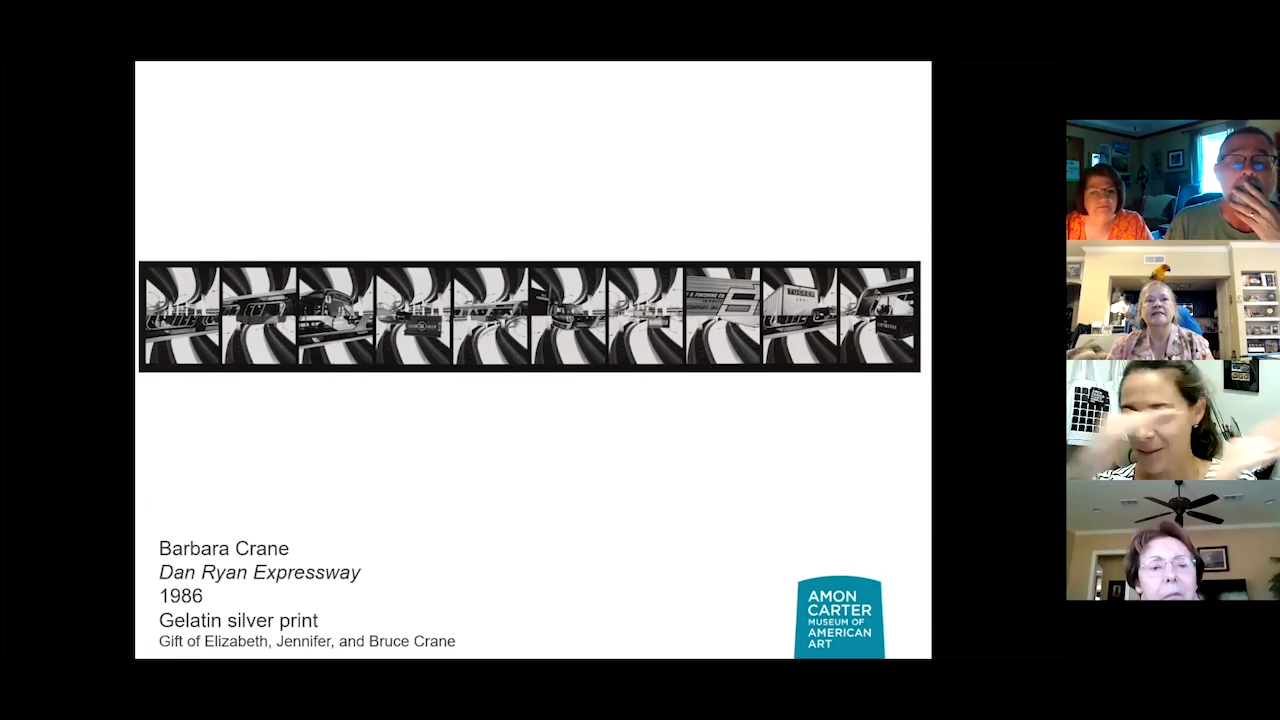 TUCKER
Barbara Crane
Dan Ryan Expressway
1986
Gelatin silver print
Gift of Elizabeth, Jennifer, and Bruce Crane
AMON
CARTER
MUSEUM OF
AMERICAN
ART